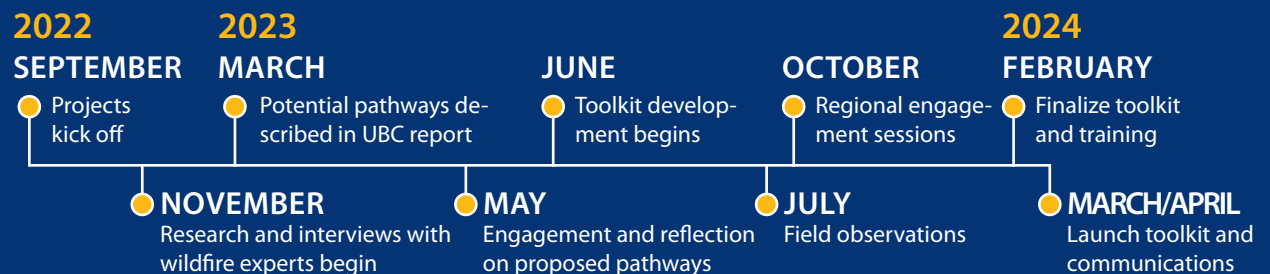 2022
SEPTEMBER
Projects
kick off
NOVEMBER
Research and interviews with
wildfire experts begin
2023
MARCH
Potential pathways de-
scribed in UBC report
MAY
Engagement and reflection
on proposed pathways
JUNE
Toolkit develop-
ment begins
JULY
Field observations
OCTOBER
Regional engage-
ment sessions
2024
FEBRUARY
Finalize toolkit
and training
MARCH/APRIL
Launch toolkit and
communications